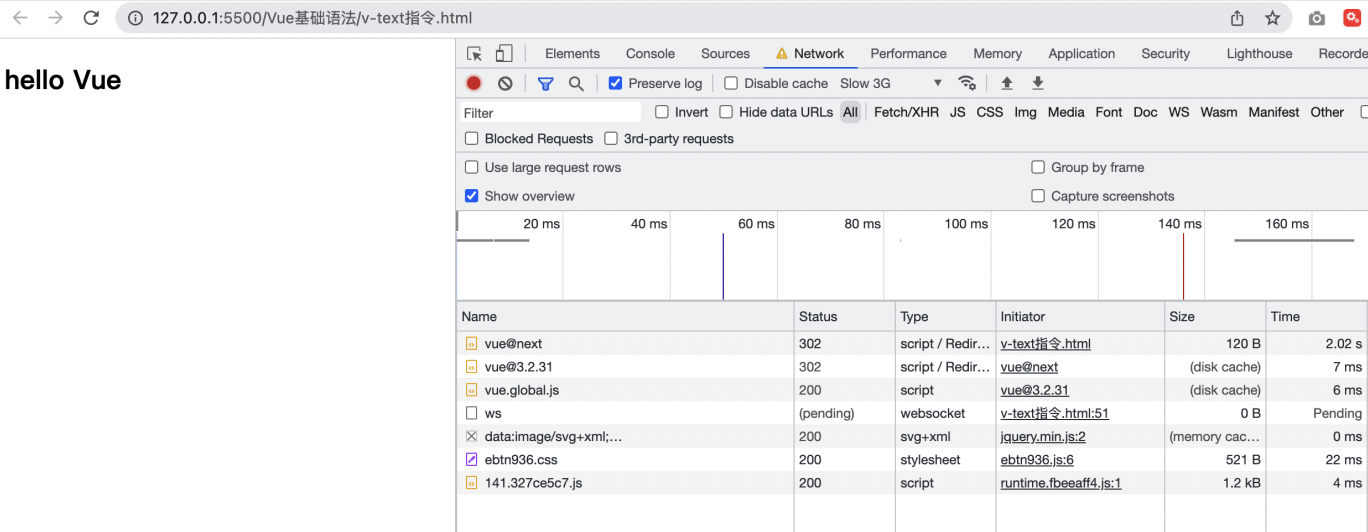 127.0.0.1:5500/Vue基础语法/v-text指令.html
hello Vue
Elements Console Sources Network Performance Memory Application Security Lighthouse Recorde
Preserve log Disable cache Slow 3G
Filter Invert Hide data URLs All Fetch/XHR JS CSS Img Media Font Doc WS Wasm Manifest Other
Blocked Requests 3rd-party requests
Use large request rows Group by frame
Show overview Capture screenshots
20 ms 40 ms 60 ms 80 ms 100 ms 120 ms 140 ms 160 ms
Name Status Type Initiator Size Time
vue@next 302 script / Redir... v-text指令.html 120 B 2.02 s
vue@3.2.31 302 script / Redir... vue@next (disk cache) 7 ms
vue.global.js 200 script vue@3.2.31 (disk cache) 6 ms
ws (pending) websocket v-text指令.html:51 0 B Pending
data:image/svg+xml;... 200 svg+xml jquery.min.js:2 (memory cac... 0 ms
ebtn936.css 200 stylesheet ebtn936.js:6 521 B 22 ms
141.327ce5c7.js 200 script runtime.fbeeaff4.js:1 1.2 kB 4 ms